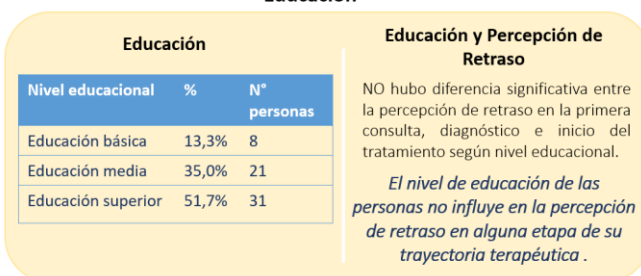 Educación
Educación
Nivel educacional % N° personas
Educación básica 13,3% 8
Educación media 35,0% 21
Educación superior 51,7% 31
Educación y Percepción de
Retraso
NO hubo diferencia significativa entre
la percepción de retraso en la primera
consulta, diagnóstico e inicio del
tratamiento según nivel educacional.
El nivel de educación de las
personas no influye en la percepción
de retraso en alguna etapa de su
trayectoria terapéutica .